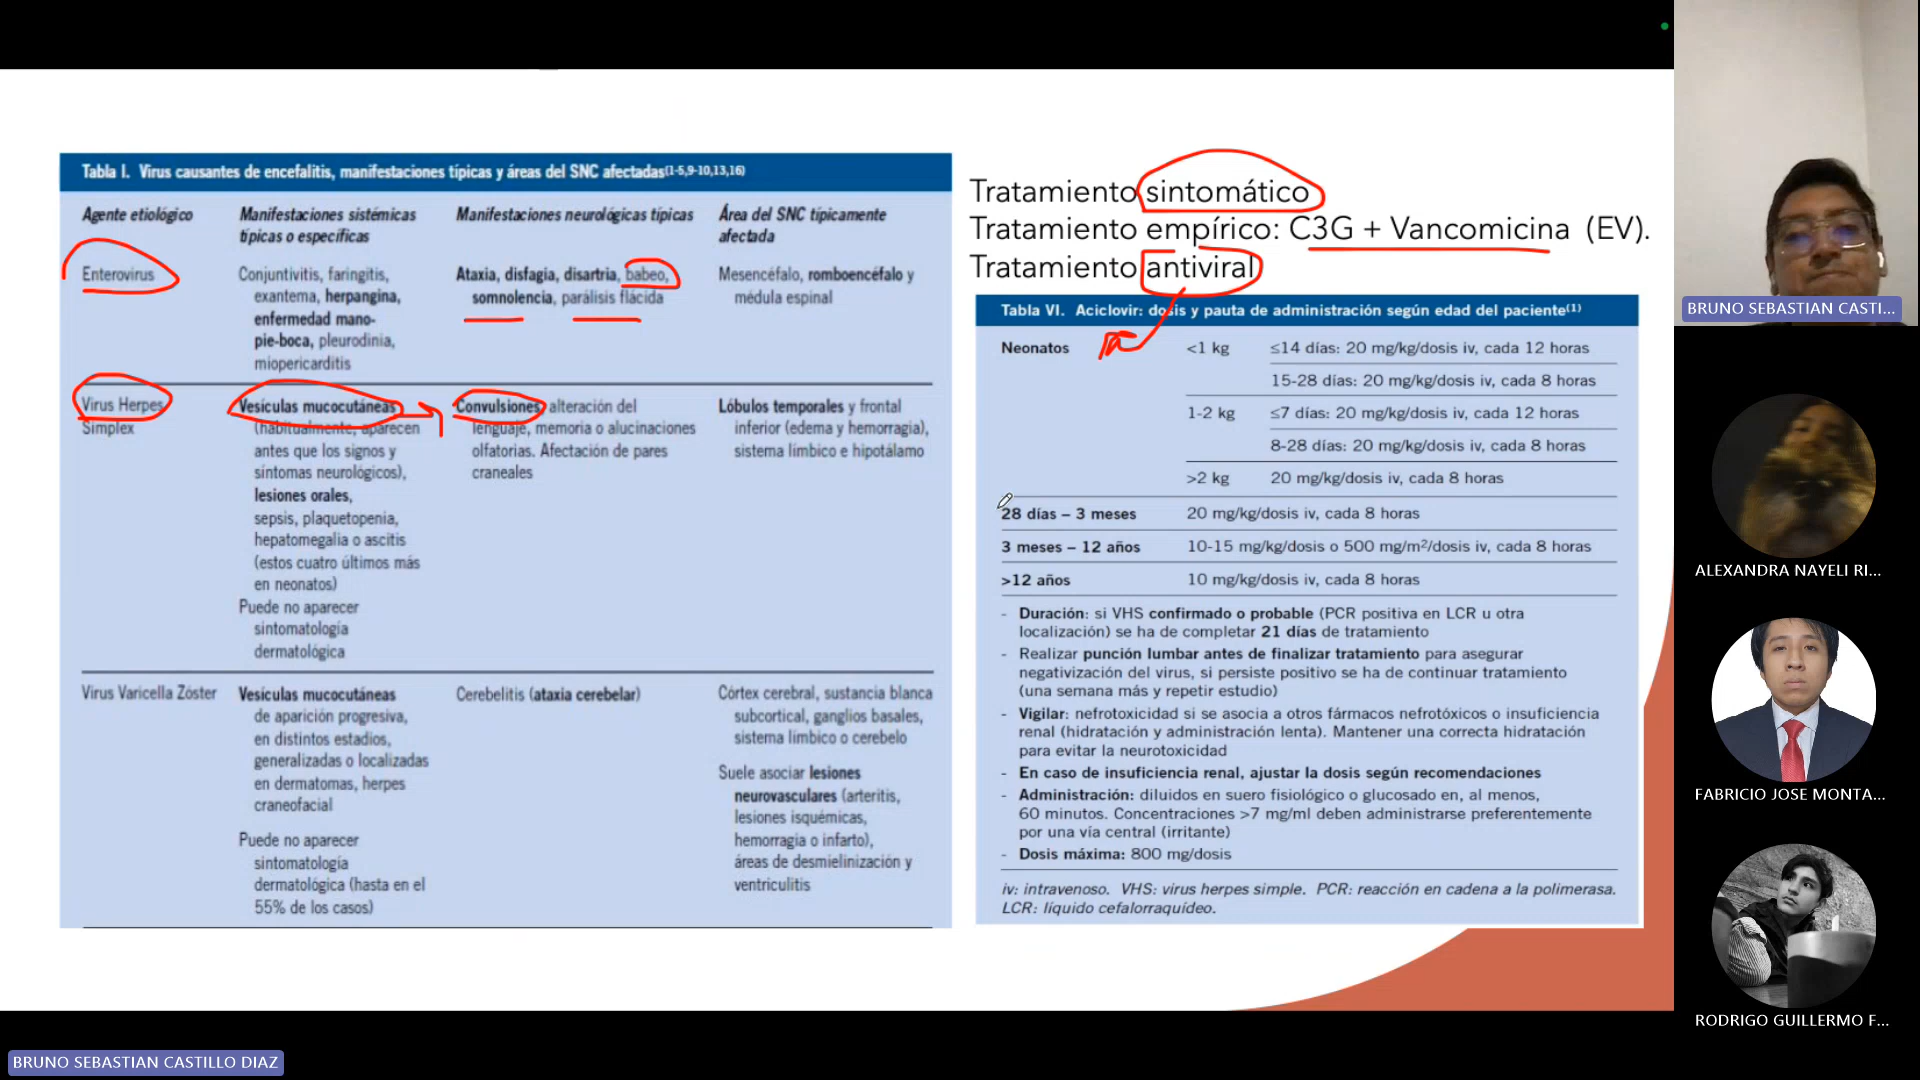 Tabla I. Virus causantes de encefalitis, manifestaciones típicas y áreas del SNC afectadas(1-5,9-10,13,16)
Agente etiológico
Manifestaciones sistémicas
típicas o específicas
Manifestaciones neurológicas típicas
Área del SNC típicamente
afectada
Enterovirus
Conjuntivitis, faringitis,
exantema, herpangina,
enfermedad mano-
pie-boca, pleurodinia,
miopericarditis
Ataxia, disfagia, disartria, babeo,
somnolencia, parálisis flácida
Mesencéfalo, romboencéfalo y
médula espinal
Virus Herpes
Simplex
Vesículas mucocutáneas
(habitualmente, aparecen
antes que los signos y
síntomas neurológicos),
lesiones orales,
sepsis, plaquetopenia,
hepatomegalia o ascitis
(estos cuatro últimos más
en neonatos)
Puede no aparecer
sintomatología
dermatológica
Convulsiones, alteración del
lenguaje, memoria o alucinaciones
olfatorias. Afectación de pares
craneales
Lóbulos temporales y frontal
inferior (edema y hemorragia),
sistema límbico e hipotálamo
Virus Varicella Zóster
Vesículas mucocutáneas
de aparición progresiva,
en distintos estadios,
generalizadas o localizadas
en dermatomas, herpes
craneofacial
Puede no aparecer
sintomatología
dermatológica (hasta en el
55% de los casos)
Cerebelitis (ataxia cerebelar)
Córtex cerebral, sustancia blanca
subcortical, ganglios basales,
sistema límbico o cerebelo
Suele asociar lesiones
neurovasculares (arteritis,
lesiones isquémicas,
hemorragia o infarto),
áreas de desmielinización y
ventriculitis
Tratamiento sintomático
Tratamiento empírico: C3G + Vancomicina (EV).
Tratamiento antiviral
Tabla VI. Aciclovir: dosis y pauta de administración según edad del paciente(1)
Neonatos <1 kg ≤14 días: 20 mg/kg/dosis iv, cada 12 horas
15-28 días: 20 mg/kg/dosis iv, cada 8 horas
1-2 kg ≤7 días: 20 mg/kg/dosis iv, cada 12 horas
8-28 días: 20 mg/kg/dosis iv, cada 8 horas
>2 kg 20 mg/kg/dosis iv, cada 8 horas
28 días – 3 meses 20 mg/kg/dosis iv, cada 8 horas
3 meses – 12 años 10-15 mg/kg/dosis o 500 mg/m²/dosis iv, cada 8 horas
>12 años 10 mg/kg/dosis iv, cada 8 horas
- Duración: si VHS confirmado o probable (PCR positiva en LCR u otra
localización) se ha de completar 21 días de tratamiento
- Realizar punción lumbar antes de finalizar tratamiento para asegurar
negativización del virus, si persiste positivo se ha de continuar tratamiento
(una semana más y repetir estudio)
- Vigilar: nefrotoxicidad si se asocia a otros fármacos nefrotóxicos o insuficiencia
renal (hidratación y administración lenta). Mantener una correcta hidratación
para evitar la neurotoxicidad
- En caso de insuficiencia renal, ajustar la dosis según recomendaciones
- Administración: diluidos en suero fisiológico o glucosado en, al menos,
60 minutos. Concentraciones >7 mg/ml deben administrarse preferentemente
por una vía central (irritante)
- Dosis máxima: 800 mg/dosis
iv: intravenoso. VHS: virus herpes simple. PCR: reacción en cadena a la polimerasa.
LCR: líquido cefalorraquídeo.
BRUNO SEBASTIAN CASTI...
ALEXANDRA NAYELI RI...
FABRICIO JOSE MONTA...
RODRIGO GUILLERMO F...
BRUNO SEBASTIAN CASTILLO DIAZ